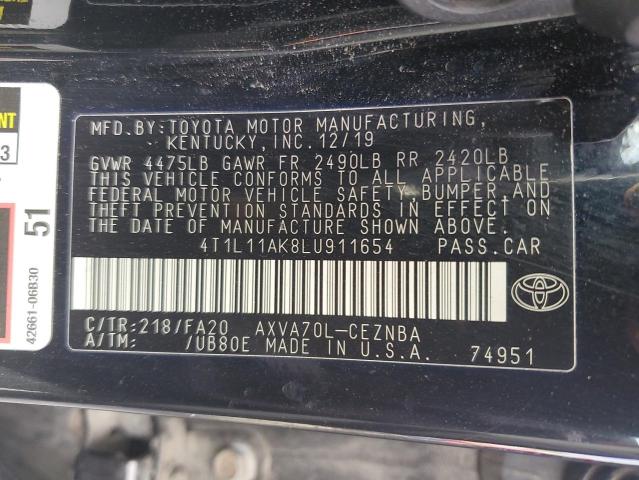 MFD.BY:TOYOTA MOTOR MANUFACTURING,
KENTUCKY, INC. 12/19
GVWR 4475LB GAWR FR 2490LB RR 2420LB
THIS VEHICLE CONFORMS TO ALL APPLICABLE
FEDERAL MOTOR VEHICLE SAFETY, BUMPER, AND
THEFT PREVENTION STANDARDS IN EFFECT ON
THE DATE OF MANUFACTURE SHOWN ABOVE.
4T1L11AK8LU911654 PASS.CAR
C/TR:218/FA20 AXVA70L-CEZNBA
A/TM: /UB80E MADE IN U.S.A. 74951
51
42661-06B30